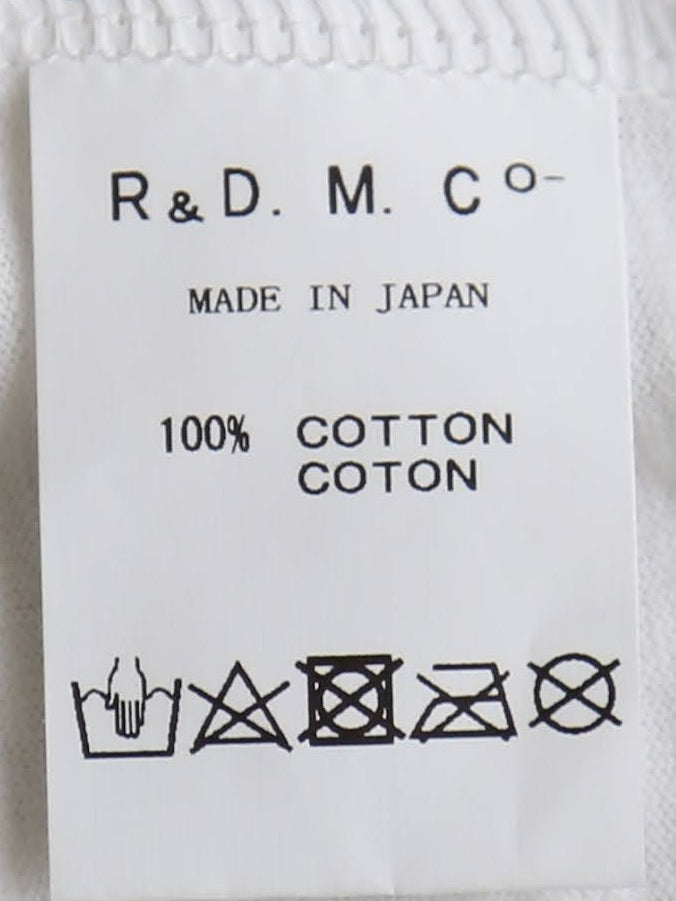 R & D. M. Co-
MADE IN JAPAN
100% COTTON
COTON